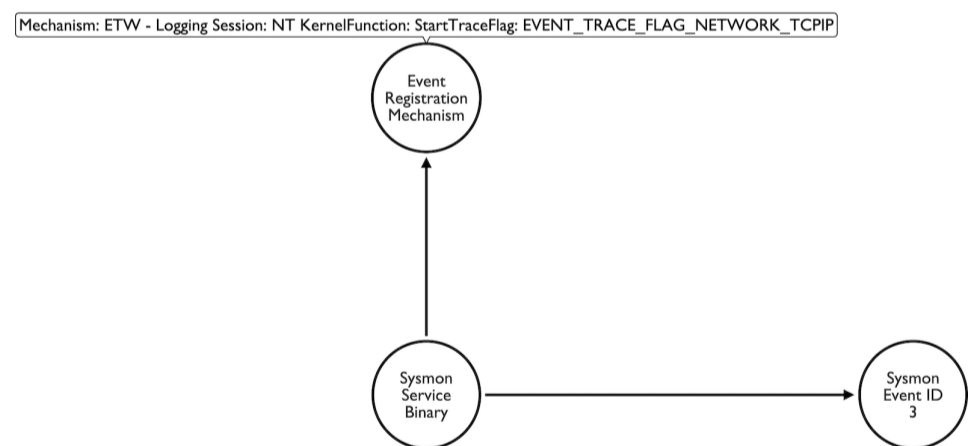 Mechanism: ETW - Logging Session: NT KernelFunction: StartTraceFlag: EVENT_TRACE_FLAG_NETWORK_TCPIP
Event
Registration
Mechanism
Sysmon
Service
Binary
Sysmon
Event ID
3